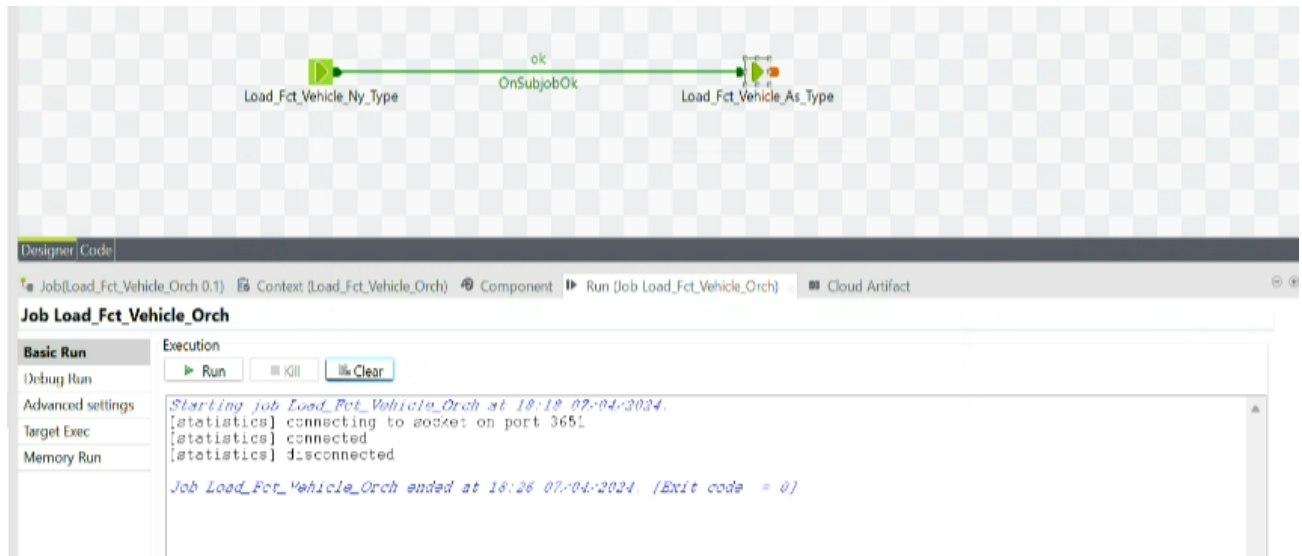 ok
OnSubjobOk
Load_Fct_Vehicle_Ny_Type
Load_Fct_Vehicle_As_Type
Designer Code
Job(Load_Fct_Vehicle_Orch 0.1) Context (Load_Fct_Vehicle_Orch) Component Run (Job Load_Fct_Vehicle_Orch) Cloud Artifact
Job Load_Fct_Vehicle_Orch
Basic Run
Debug Run
Advanced settings
Target Exec
Memory Run
Execution
Run Kill Clear
Starting job Load_Fct_Vehicle_Orch at 18:18 07/04/2024.
[statistics] connecting to socket on port 3651
[statistics] connected
[statistics] disconnected
Job Load_Fct_Vehicle_Orch ended at 18:26 07/04/2024. [Exit code = 0]